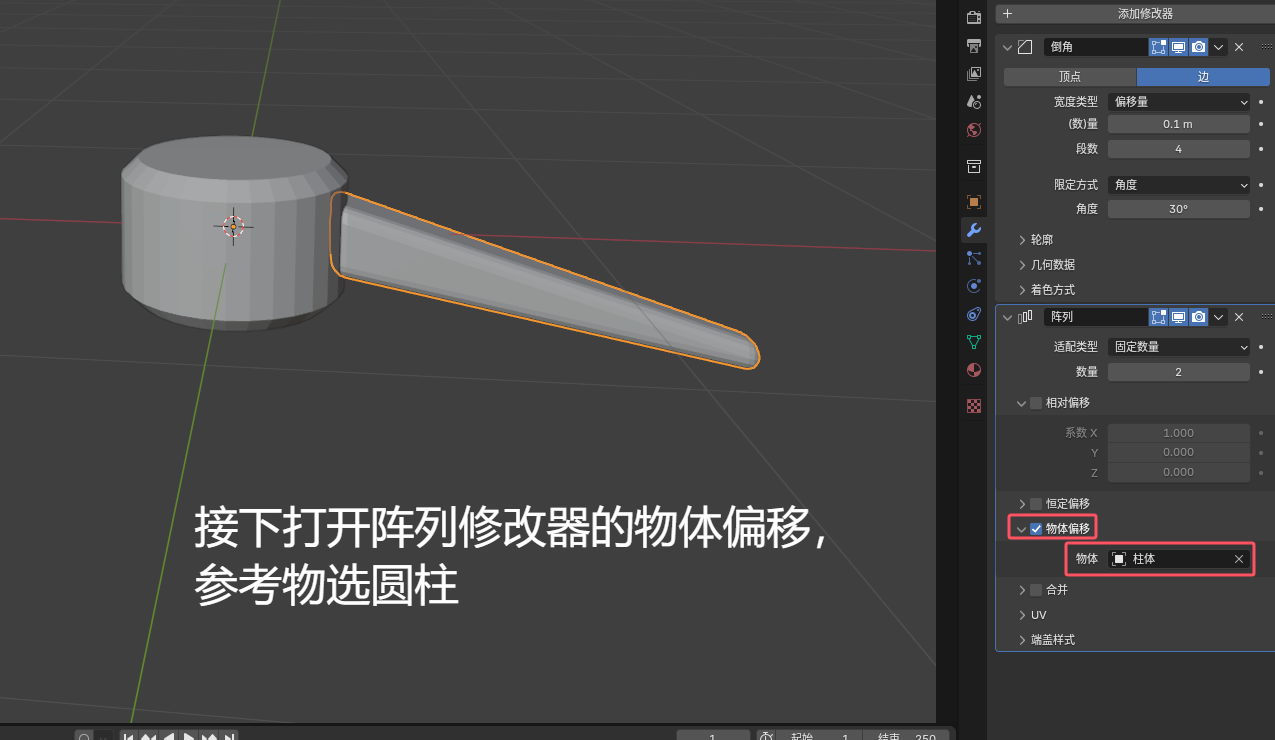 添加修改器
倒角
顶点
边
宽度类型
偏移量
(数)量
0.1 m
段数
4
限定方式
角度
角度
30°
轮廓
几何数据
着色方式
阵列
适配类型
固定数量
数量
2
相对偏移
系数 X
1.000
Y
0.000
Z
0.000
恒定偏移
物体偏移
物体
柱体
合并
UV
端盖样式
接下打开阵列修改器的物体偏移，
参考物选圆柱
1
起始
1
结束
250